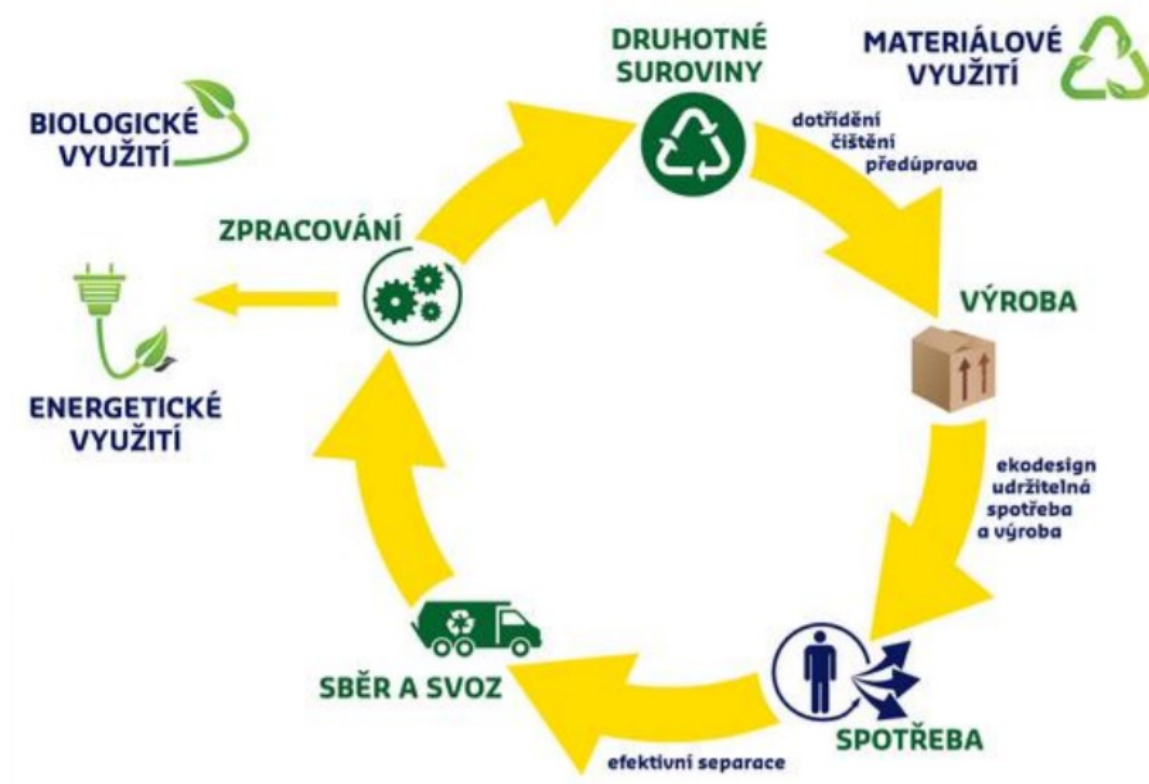 DRUHOTNÉ
SUROVINY
MATERIÁLOVÉ
VYUŽITÍ
BIOLOGICKÉ
VYUŽITÍ
dotřídění
čištění
předúprava
ZPRACOVÁNÍ
VÝROBA
ENERGETICKÉ
VYUŽITÍ
ekodesign
udržitelná
spotřeba
a výroba
SBĚR A SVOZ
SPOTŘEBA
efektivní separace